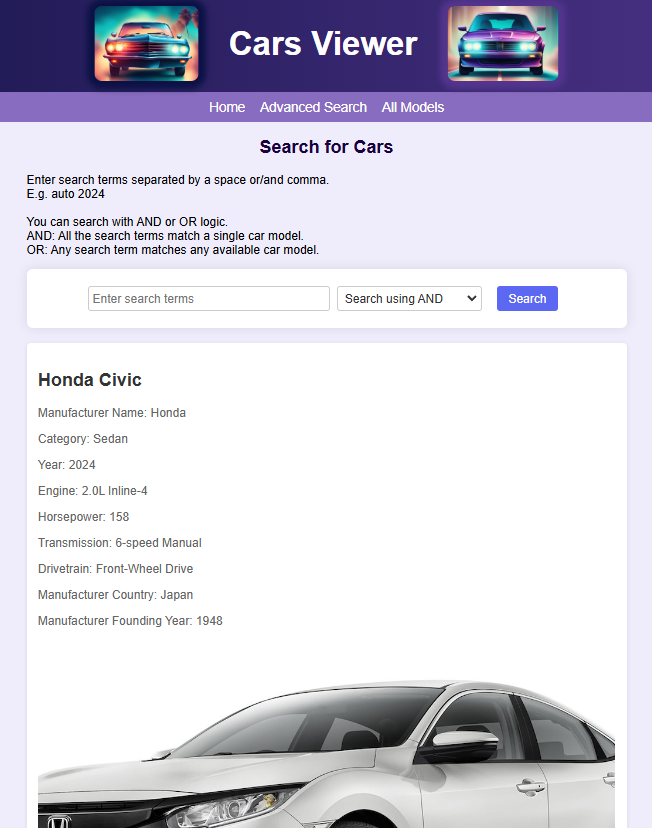 Cars Viewer
Home Advanced Search All Models
Search for Cars
Enter search terms separated by a space or/and comma.
E.g. auto 2024
You can search with AND or OR logic.
AND: All the search terms match a single car model.
OR: Any search term matches any available car model.
Enter search terms Search using AND Search
Honda Civic
Manufacturer Name: Honda
Category: Sedan
Year: 2024
Engine: 2.0L Inline-4
Horsepower: 158
Transmission: 6-speed Manual
Drivetrain: Front-Wheel Drive
Manufacturer Country: Japan
Manufacturer Founding Year: 1948